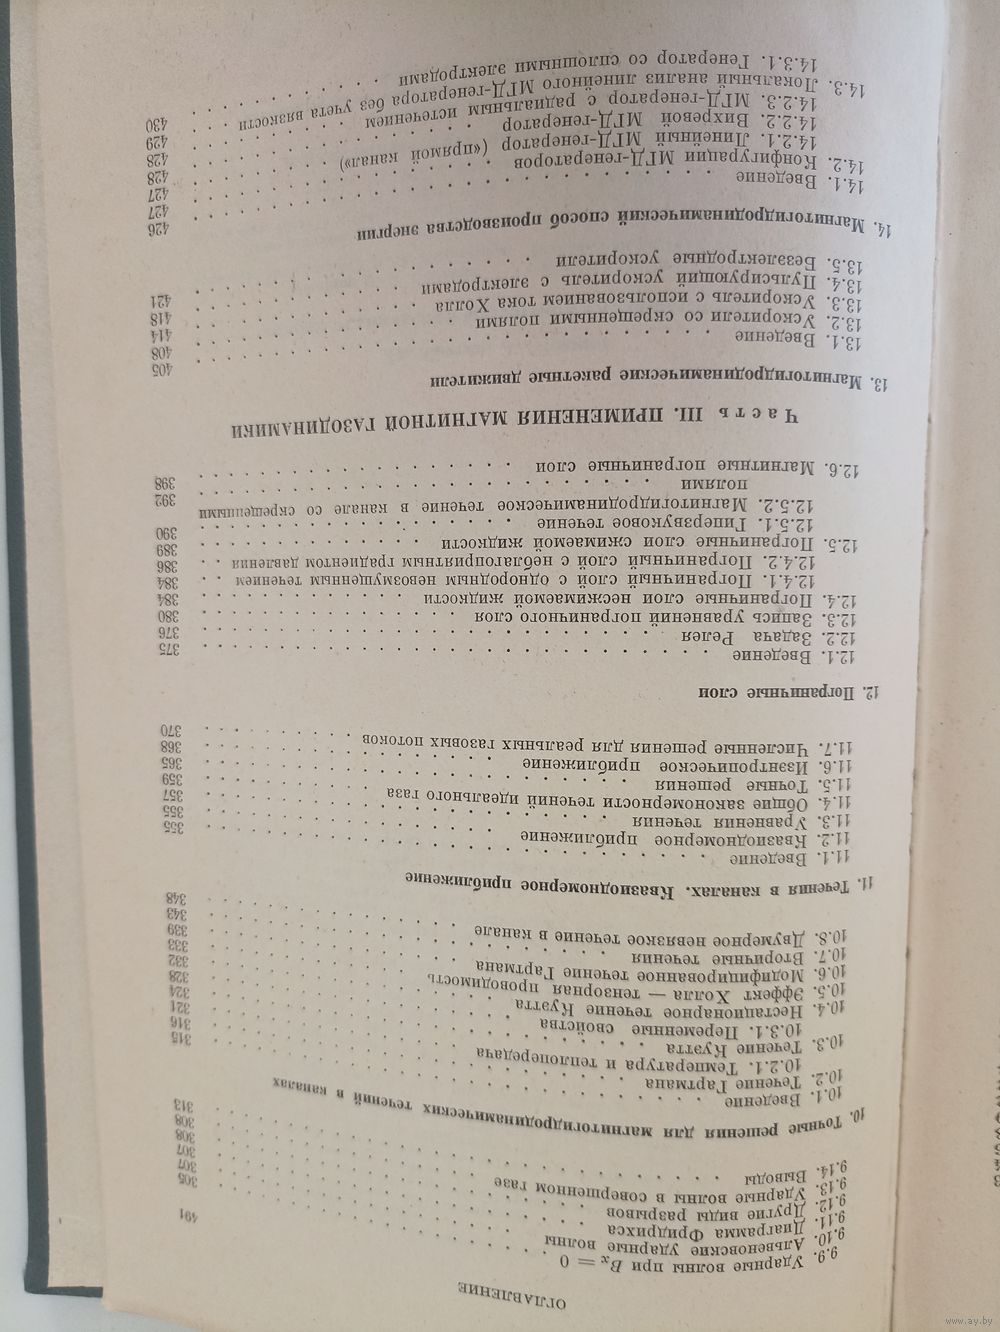 ОГЛАВЛЕНИЕ 491
9.9. Ударные волны при Bx = 0 . . . 305
9.10. Альвеновские ударные волны . . . 307
9.11. Диаграмма Фридрихса . . . 307
9.12. Другие виды разрывов . . . 308
9.13. Ударные волны в совершенном газе . . . 308
9.14. Выводы . . . 313
10. Точные решения для магнитогидродинамических течений в каналах
10.1. Введение . . . 315
10.2. Течение Гартмана . . . 316
10.2.1. Температура и теплопередача . . . 321
10.3. Течение Куэтта . . . 324
10.3.1. Переменные свойства . . . 328
10.4. Нестационарное течение Куэтта . . . 332
10.5. Эффект Холла — тензорная проводимость . . . 333
10.6. Модифицированное течение Гартмана . . . 339
10.7. Вторичные течения . . . 343
10.8. Двумерное невязкое течение в канале . . . 348
11. Течения в каналах. Квазиодномерное приближение
11.1. Введение . . . 355
11.2. Квазиодномерное приближение . . . 355
11.3. Уравнения течения . . . 357
11.4. Общие закономерности течений идеального газа . . . 359
11.5. Точные решения . . . 365
11.6. Изэнтропическое приближение . . . 368
11.7. Численные решения для реальных газовых потоков . . . 370
12. Пограничные слои
12.1. Введение . . . 375
12.2. Задача Релея . . . 376
12.3. Запись уравнений пограничного слоя . . . 380
12.4. Пограничные слои несжимаемой жидкости . . . 384
12.4.1. Пограничный слой с однородным невозмущенным течением . . 384
12.4.2. Пограничный слой с неблагоприятным градиентом давления . . 386
12.5. Пограничные слои сжимаемой жидкости . . . 389
12.5.1. Гиперзвуковое течение . . . 390
12.5.2. Магнитогидродинамическое течение в канале со скрещенными
полями . . . 392
12.6. Магнитные пограничные слои . . . 398
Часть III. ПРИМЕНЕНИЯ МАГНИТНОЙ ГАЗОДИНАМИКИ
13. Магнитогидродинамические ракетные движители
13.1. Введение . . . 405
13.2. Ускорители со скрещенными полями . . . 408
13.3. Ускоритель с использованием тока Холла . . . 414
13.4. Пульсирующий ускоритель с электродами . . . 418
13.5. Безэлектродные ускорители . . . 421
14. Магнитогидродинамический способ производства энергии
14.1. Введение . . . 426
14.2. Конфигурации МГД-генераторов . . . 427
14.2.1. Линейный МГД-генератор («прямой канал») . . . 427
14.2.2. Вихревой МГД-генератор . . . 428
14.2.3. МГД-генератор с радиальным истечением . . . 428
14.3. Локальный анализ линейного МГД-генератора без учета вязкости . . . 429
14.3.1. Генератор со сплошными электродами . . . 430
www.ay.by